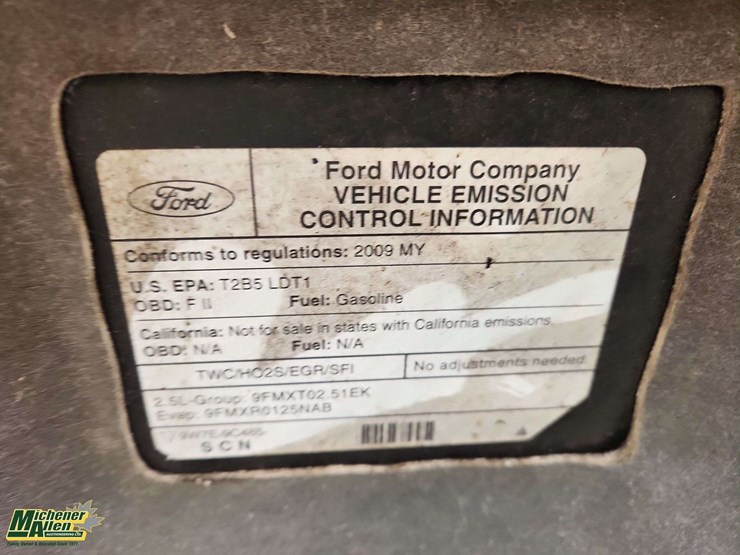 Ford
Ford Motor Company
VEHICLE EMISSION
CONTROL INFORMATION
Conforms to regulations: 2009 MY
U.S. EPA: T2B5 LDT1
OBD: F II Fuel: Gasoline
California: Not for sale in states with California emissions.
OBD: N/A Fuel: N/A
TWC/HO2S/EGR/SFI
No adjustments needed.
2.5L-Group: 9FMXT02.51EK
Evap: 9FMXR0125NAB
SCN
Michener
Allen
AUCTIONEERING LTD.